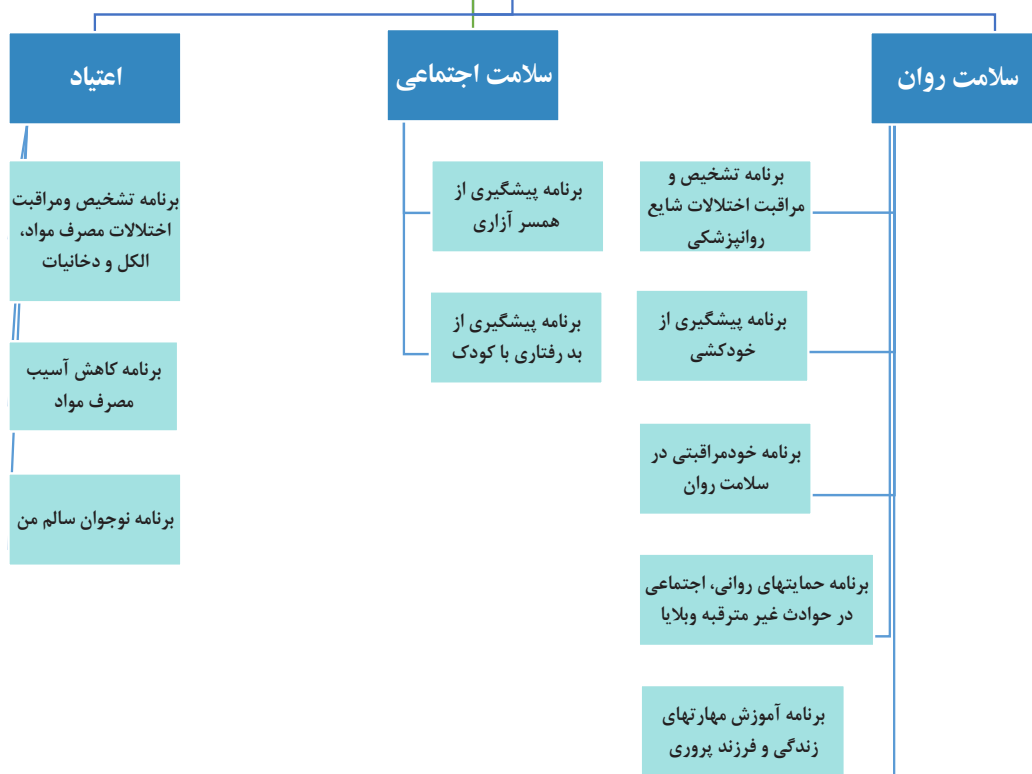 سلامت روان
برنامه تشخیص و
مراقبت اختلالات شایع
روانپزشکی
برنامه پیشگیری از
خودکشی
برنامه خودمراقبتی در
سلامت روان
برنامه حمایتهای روانی، اجتماعی
در حوادث غیر مترقبه وبلایا
برنامه آموزش مهارتهای
زندگی و فرزند پروری
سلامت اجتماعی
برنامه پیشگیری از
همسر آزاری
برنامه پیشگیری از
بد رفتاری با کودک
اعتیاد
برنامه تشخیص ومراقبت
اختلالات مصرف مواد،
الکل و دخانیات
برنامه کاهش آسیب
مصرف مواد
برنامه نوجوان سالم من